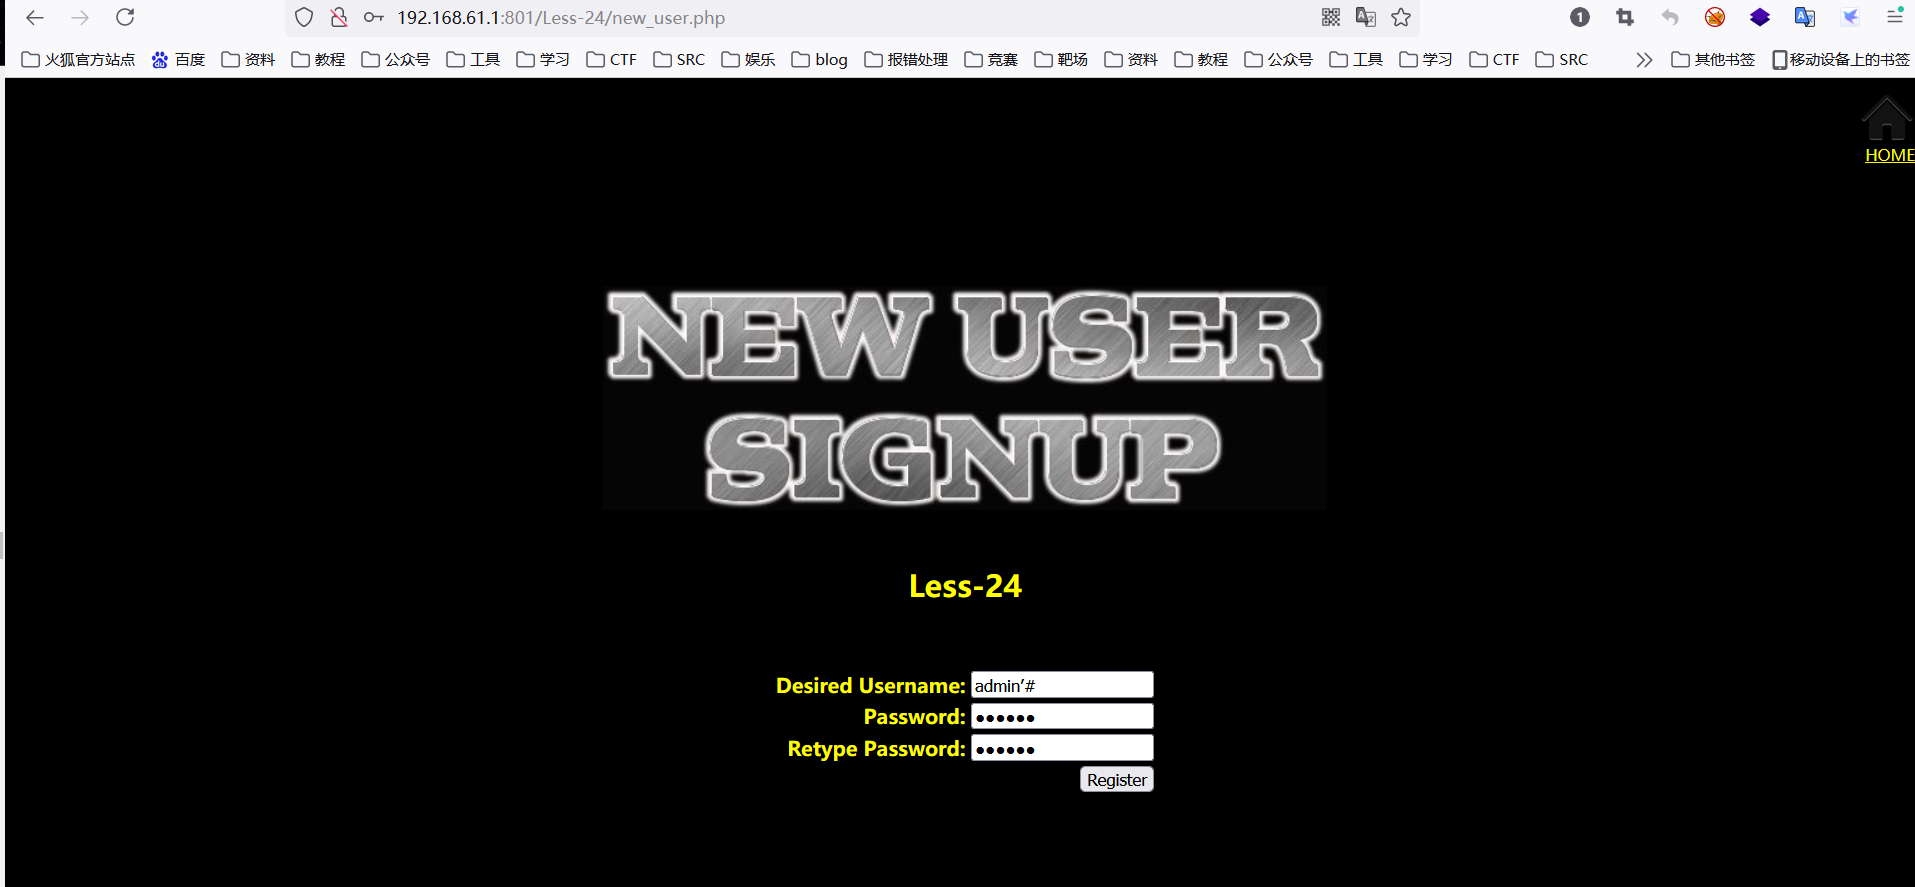 192.168.61.1:801/Less-24/new_user.php
1
火狐官方站点 百度 资料 教程 公众号 工具 学习 CTF SRC 娱乐 blog 报错处理 竞赛 靶场 资料 教程 公众号 工具 学习 CTF SRC 其他书签 移动设备上的书签
HOME
NEW USER
SIGNUP
Less-24
Desired Username: admin'#
Password: ●●●●●●
Retype Password: ●●●●●●
Register